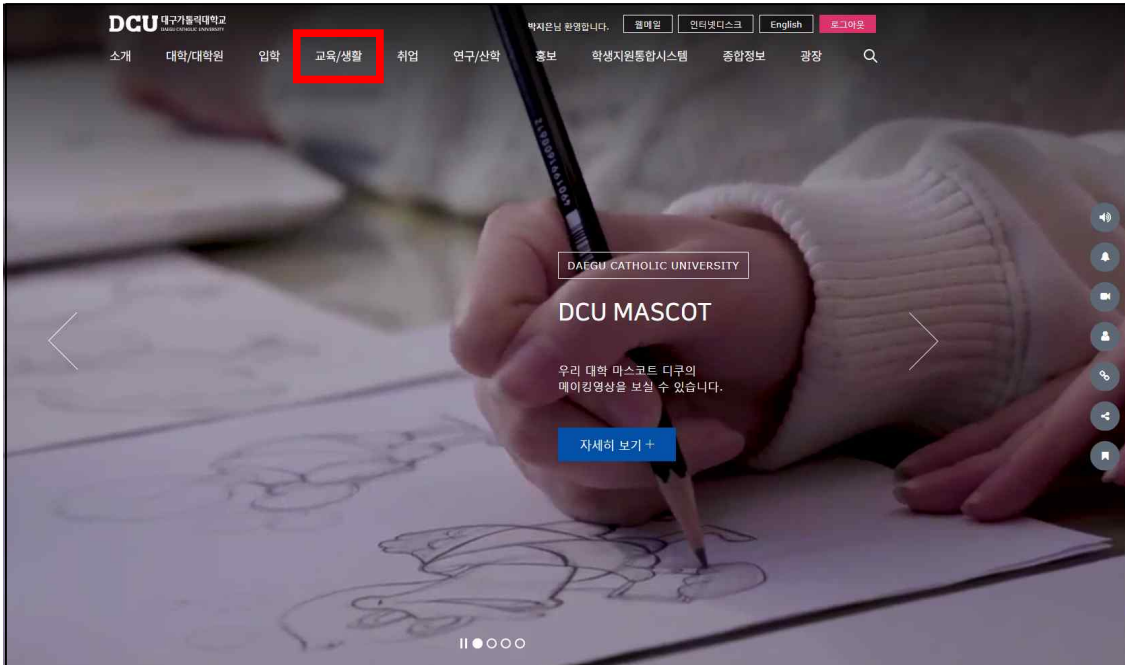 DCU 대구가톨릭대학교
DAEGU CATHOLIC UNIVERSITY
박지은님 환영합니다. 웹메일 인터넷디스크 English 로그아웃
소개 대학/대학원 입학 교육/생활 취업 연구/산학 홍보 학생지원통합시스템 종합정보 광장
DAEGU CATHOLIC UNIVERSITY
DCU MASCOT
우리 대학 마스코트 디쿠의
메이킹영상을 보실 수 있습니다.
자세히 보기 +